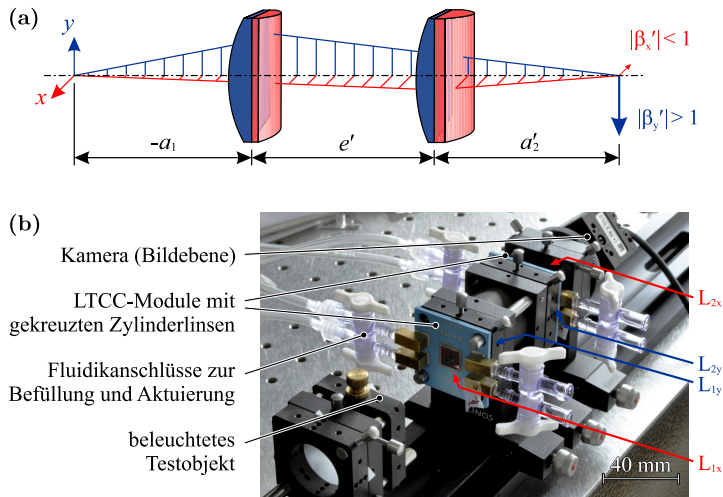 (a)
y
x
|βx′| < 1
|βy′| > 1
-a1
e′
a′2
(b)
Kamera (Bildebene)
LTCC-Module mit
gekreuzten Zylinderlinsen
Fluidikanschlüsse zur
Befüllung und Aktuierung
beleuchtetes
Testobjekt
L2x
L2y
L1y
L1x
LINOS
40 mm